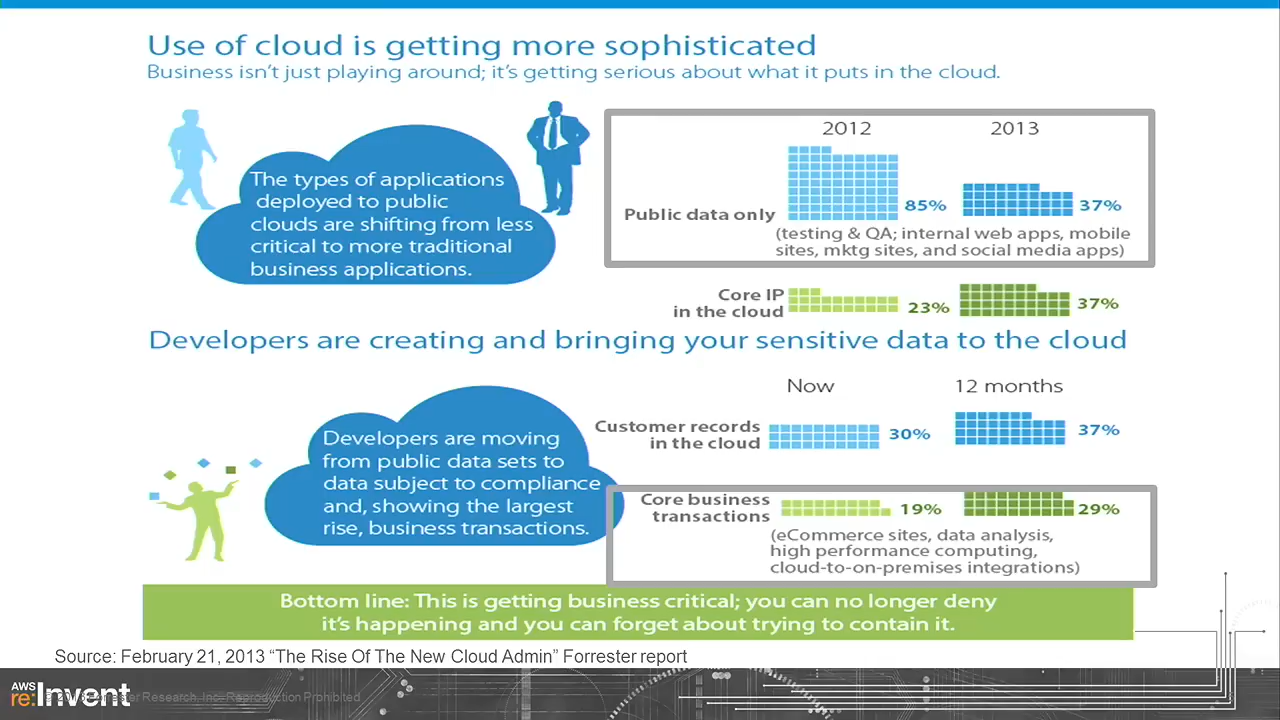 Use of cloud is getting more sophisticated
Business isn't just playing around; it's getting serious about what it puts in the cloud.
The types of applications
deployed to public
clouds are shifting from less
critical to more traditional
business applications.
2012 2013
Public data only 85% 37%
(testing & QA; internal web apps, mobile
sites, mktg sites, and social media apps)
Core IP
in the cloud 23% 37%
Developers are creating and bringing your sensitive data to the cloud
Developers are moving
from public data sets to
data subject to compliance
and, showing the largest
rise, business transactions.
Now 12 months
Customer records
in the cloud 30% 37%
Core business
transactions 19% 29%
(eCommerce sites, data analysis,
high performance computing,
cloud-to-on-premises integrations)
Bottom line: This is getting business critical; you can no longer deny
it's happening and you can forget about trying to contain it.
Source: February 21, 2013 “The Rise Of The New Cloud Admin” Forrester report
AWS
re:Invent
Research, Inc. Reproduction Prohibited